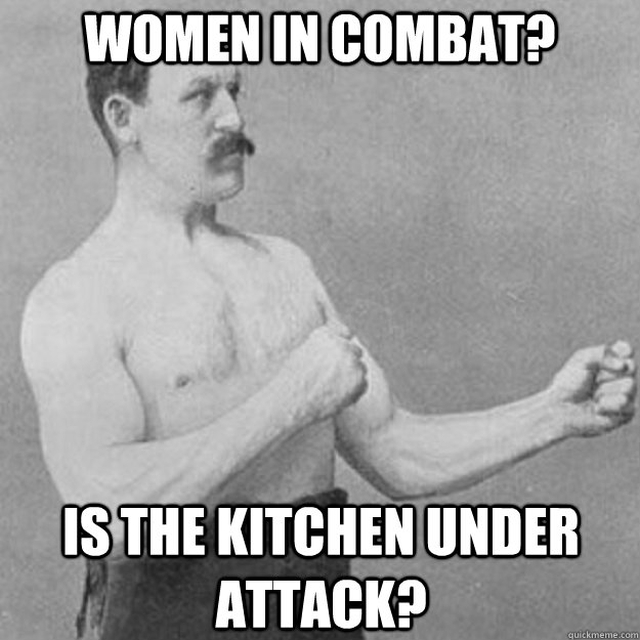 WOMEN IN COMBAT?
IS THE KITCHEN UNDER
ATTACK?
quickmeme.com